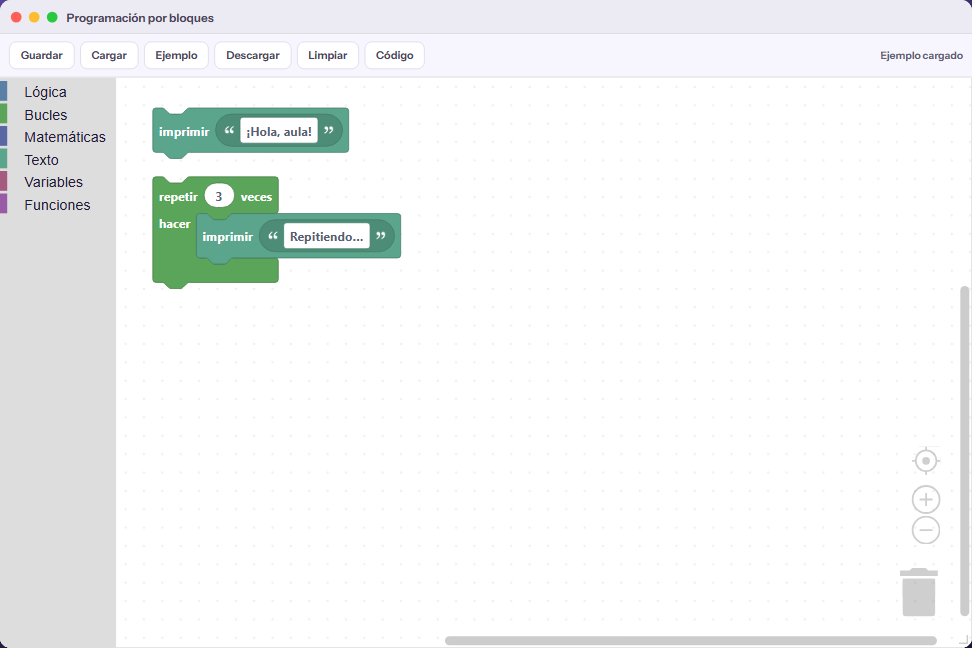 Programación por bloques
Guardar Cargar Ejemplo Descargar Limpiar Código Ejemplo cargado
Lógica
Bucles
Matemáticas
Texto
Variables
Funciones
imprimir “ ¡Hola, aula! ”
repetir 3 veces
hacer imprimir “ Repitiendo... ”